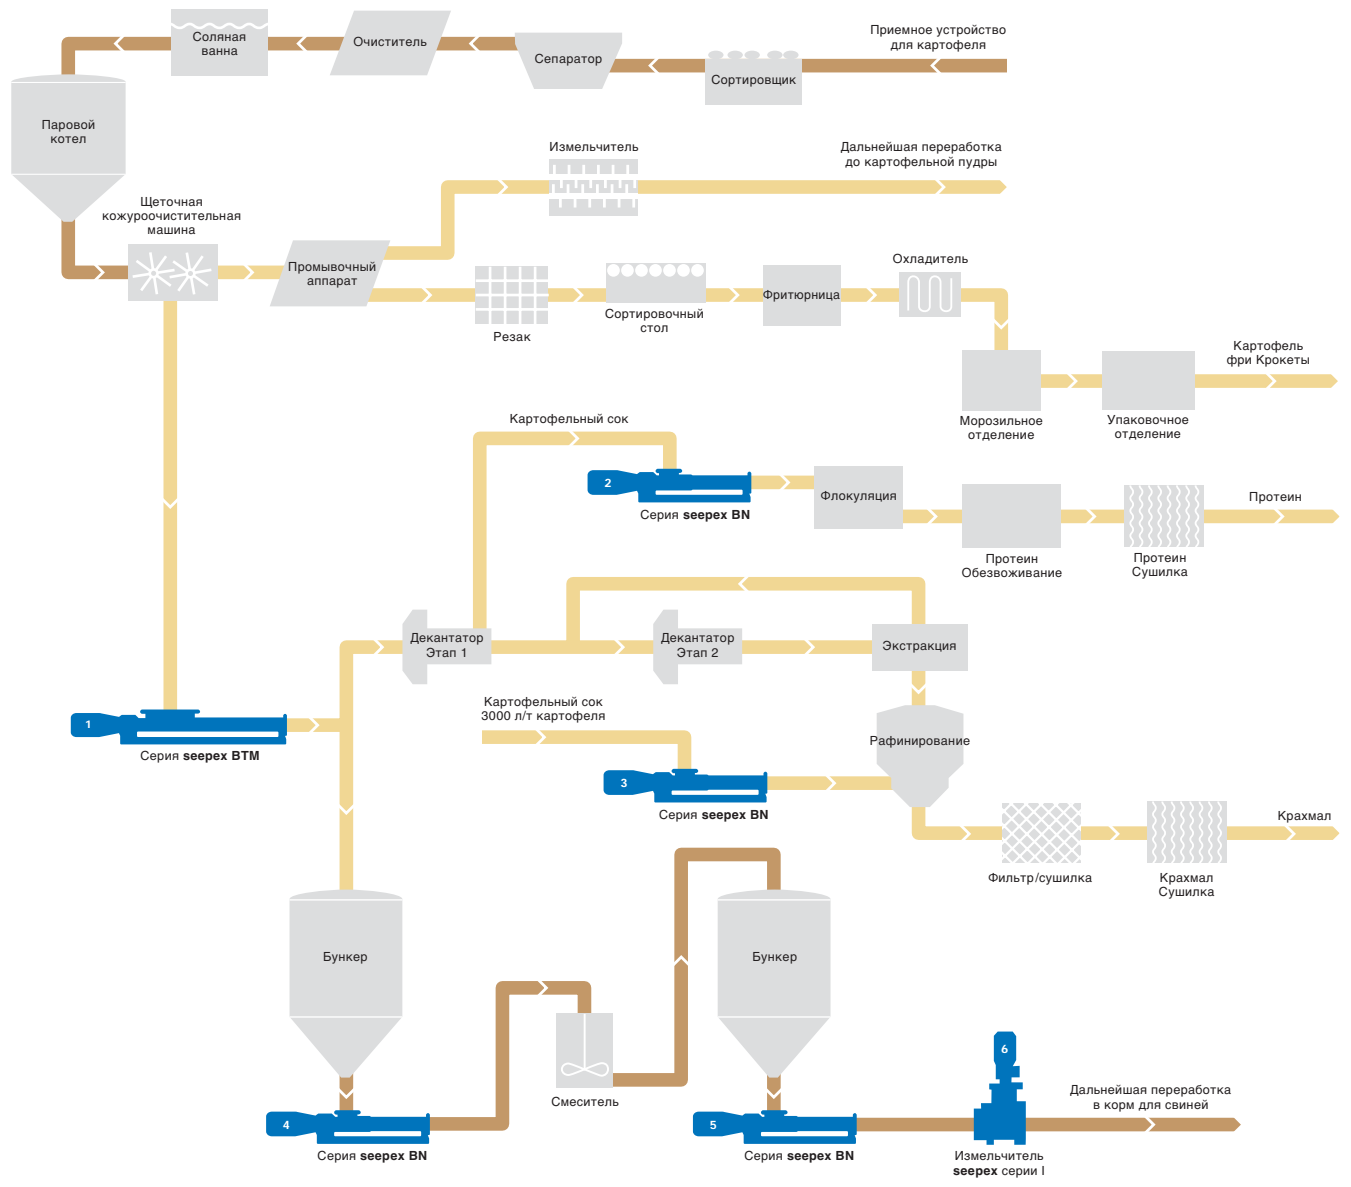 Соляная
ванна
Очиститель
Сепаратор
Сортировщик
Приемное устройство
для картофеля
Паровой
котел
Измельчитель
Дальнейшая переработка
до картофельной пудры
Щеточная
кожуроочистительная
машина
Промывочный
аппарат
Резак
Сортировочный
стол
Фритюрница
Охладитель
Морозильное
отделение
Упаковочное
отделение
Картофель
фри Крокеты
Картофельный сок
2
Серия seepex BN
Флокуляция
Протеин
Обезвоживание
Протеин
Сушилка
Протеин
Декантатор
Этап 1
Декантатор
Этап 2
Экстракция
1
Серия seepex BTM
Картофельный сок
3000 л/т картофеля
3
Серия seepex BN
Рафинирование
Фильтр/сушилка
Крахмал
Сушилка
Крахмал
Бункер
4
Серия seepex BN
Смеситель
Бункер
5
Серия seepex BN
6
Измельчитель
seepex серии I
Дальнейшая переработка
в корм для свиней